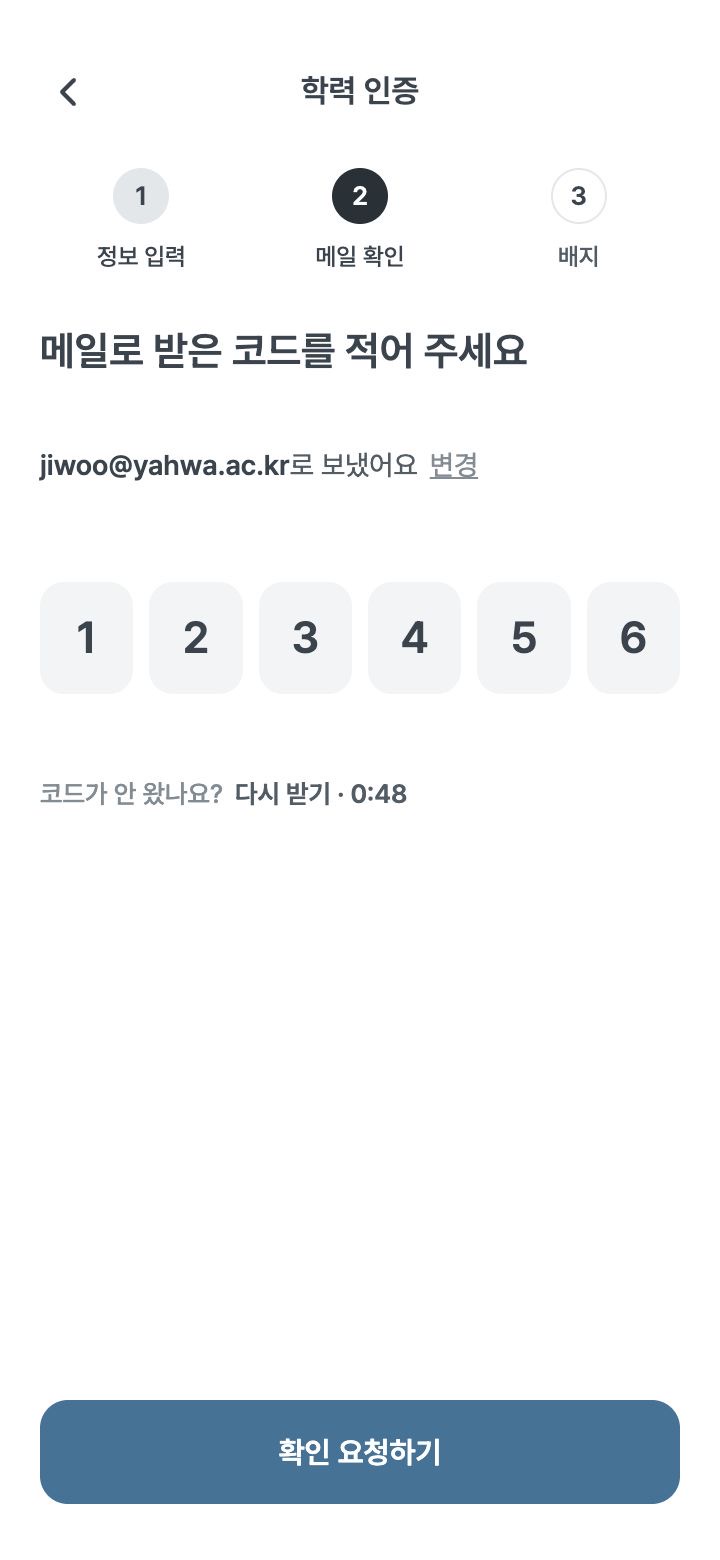 학력 인증
1 2 3
정보 입력 메일 확인 배지
메일로 받은 코드를 적어 주세요
jiwoo@yahwa.ac.kr로 보냈어요 변경
1 2 3 4 5 6
코드가 안 왔나요? 다시 받기 · 0:48
확인 요청하기